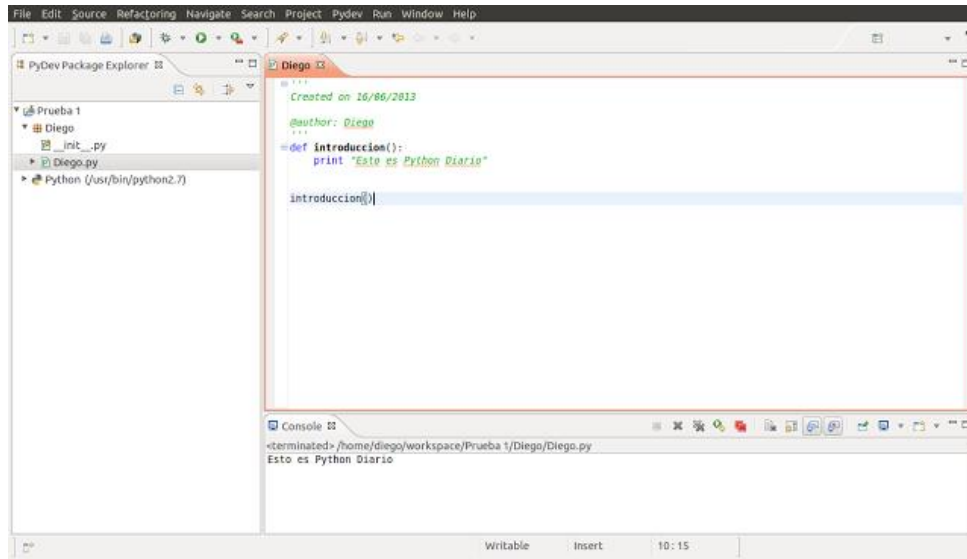 File Edit Source Refactoring Navigate Search Project Pydev Run Window Help
PyDev Package Explorer
Prueba 1
Diego
__init__.py
Diego.py
Python (/usr/bin/python2.7)
Diego
'''
Created on 16/06/2013
@author: Diego
'''
def introduccion():
print "Esto es Python Diario"
introduccion()
Console
<terminated> /home/diego/workspace/Prueba 1/Diego/Diego.py
Esto es Python Diario
Writable Insert 10:15